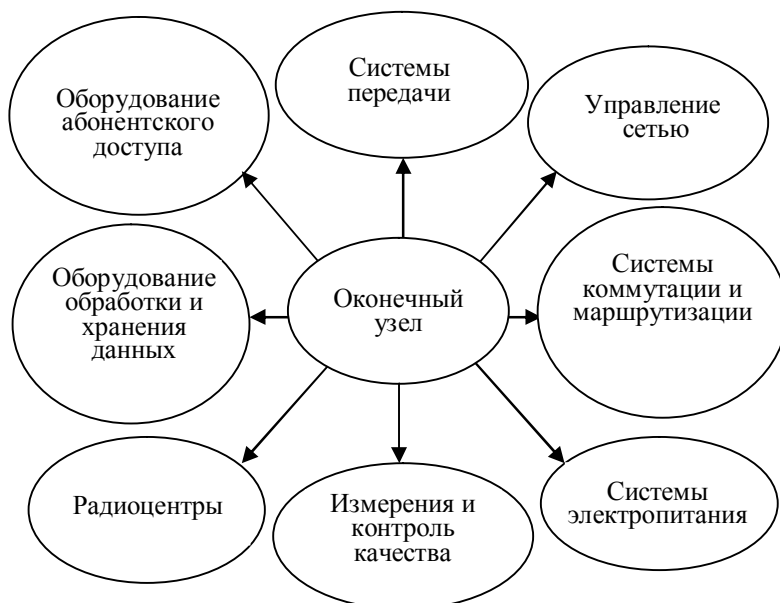 Оборудование
абонентского
доступа
Системы
передачи
Управление
сетью
Оборудование
обработки и
хранения
данных
Оконечный
узел
Системы
коммутации и
маршрутизации
Радиоцентры
Измерения и
контроль
качества
Системы
электропитания